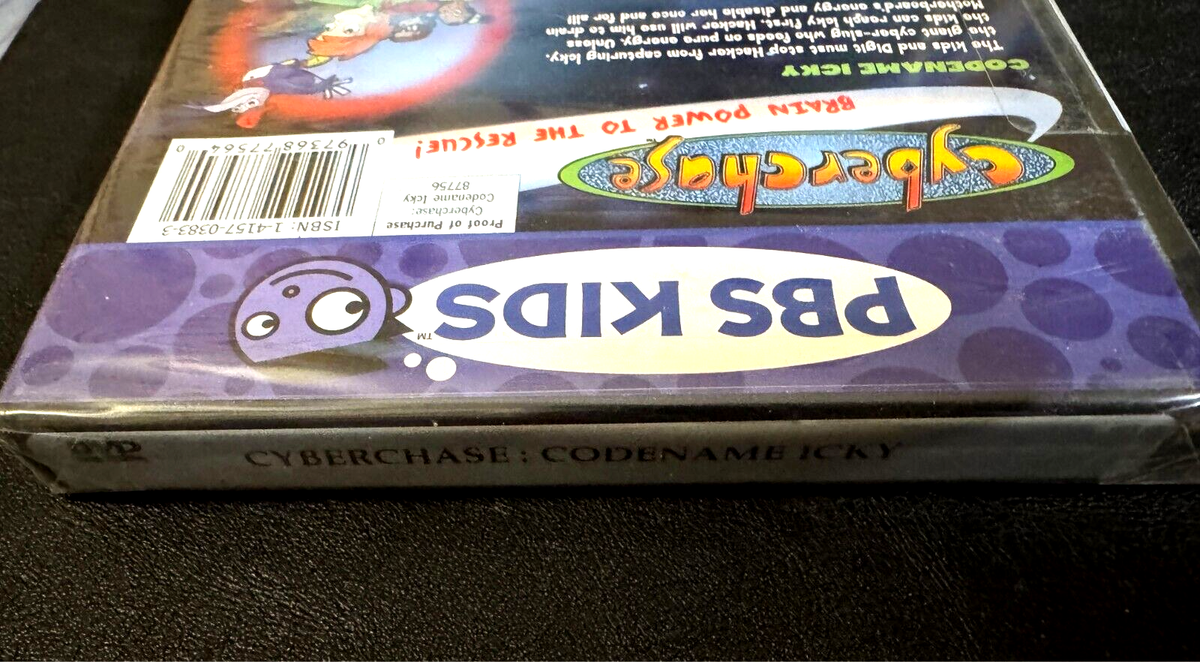 PBS KIDS™
Cyberchase™
BRAIN POWER TO THE RESCUE!
CODENAME ICKY
The kids and Digit must stop Hacker from capturing Icky,
the giant cyber-slug who feeds on pure energy. Unless
the kids can reach Icky first, Hacker will use him to drain
Motherboard's energy and disable her once and for all!
Proof of Purchase
Cyberchase:
Codename Icky
87756
ISBN: 1-4157-0383-3
0 97368 77564 0
CYBERCHASE : CODENAME ICKY